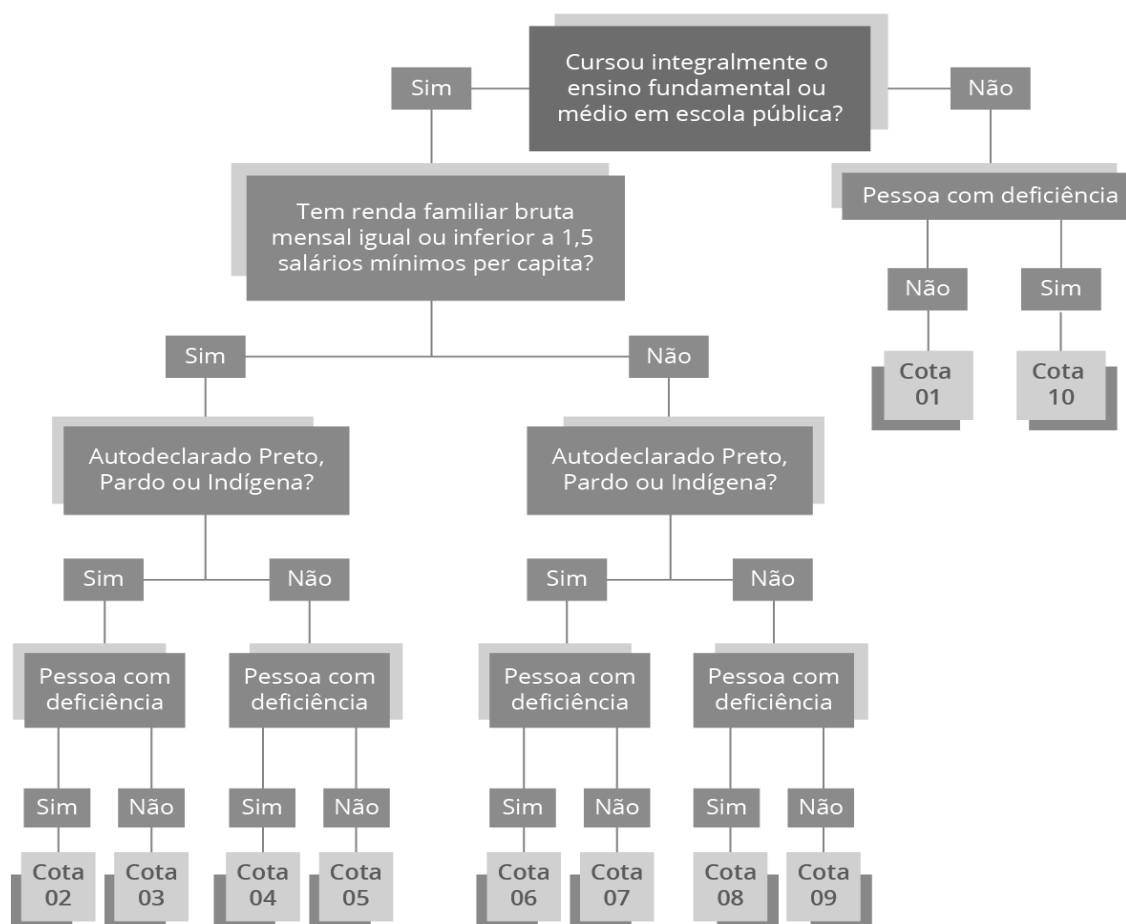 Cursou integralmente o
ensino fundamental ou
médio em escola pública?
Sim
Não
Tem renda familiar bruta
mensal igual ou inferior a 1,5
salários mínimos per capita?
Pessoa com deficiência
Não
Sim
Cota
01
Cota
10
Sim
Não
Autodeclarado Preto,
Pardo ou Indígena?
Autodeclarado Preto,
Pardo ou Indígena?
Sim
Não
Sim
Não
Pessoa com
deficiência
Pessoa com
deficiência
Pessoa com
deficiência
Pessoa com
deficiência
Sim
Não
Sim
Não
Sim
Não
Sim
Não
Cota
02
Cota
03
Cota
04
Cota
05
Cota
06
Cota
07
Cota
08
Cota
09